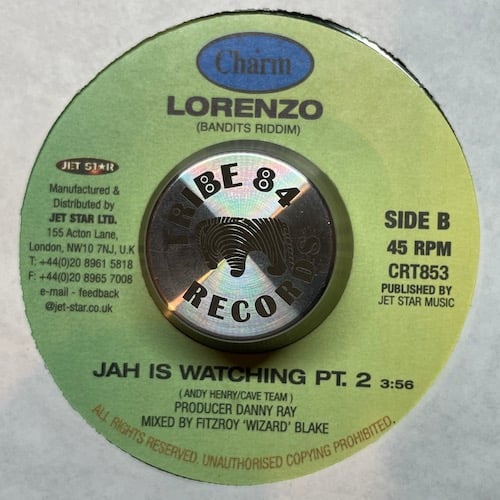 Charm
LORENZO
(BANDITS RIDDIM)
JET STAR
Manufactured &
Distributed by
JET STAR LTD.
155 Acton Lane,
London, NW10 7NJ, U.K
T: +44(0)20 8961 5818
F: +44(0)20 8965 7008
e-mail - feedback
@jet-star.co.uk
TRIBE 84
RECORDS
SIDE B
45 RPM
CRT853
PUBLISHED BY
JET STAR MUSIC
JAH IS WATCHING PT. 2 3:56
( ANDY HENRY/CAVE TEAM )
PRODUCER DANNY RAY
MIXED BY FITZROY 'WIZARD' BLAKE
ALL RIGHTS RESERVED. UNAUTHORISED COPYING PROHIBITED.